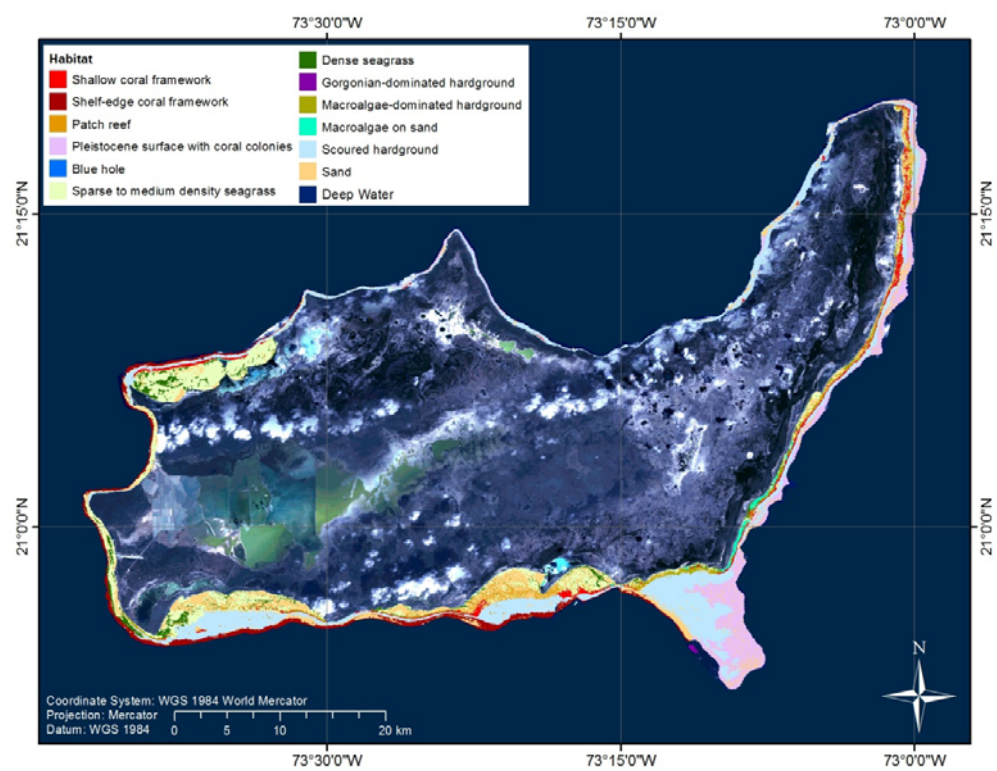 73°30'0"W 73°15'0"W 73°0'0"W
Habitat
Shallow coral framework
Shelf-edge coral framework
Patch reef
Pleistocene surface with coral colonies
Blue hole
Sparse to medium density seagrass
Dense seagrass
Gorgonian-dominated hardground
Macroalgae-dominated hardground
Macroalgae on sand
Scoured hardground
Sand
Deep Water
21°15'0"N 21°15'0"N
21°0'0"N 21°0'0"N
N
Coordinate System: WGS 1984 World Mercator
Projection: Mercator
Datum: WGS 1984 0 5 10 20 km
73°30'0"W 73°15'0"W 73°0'0"W